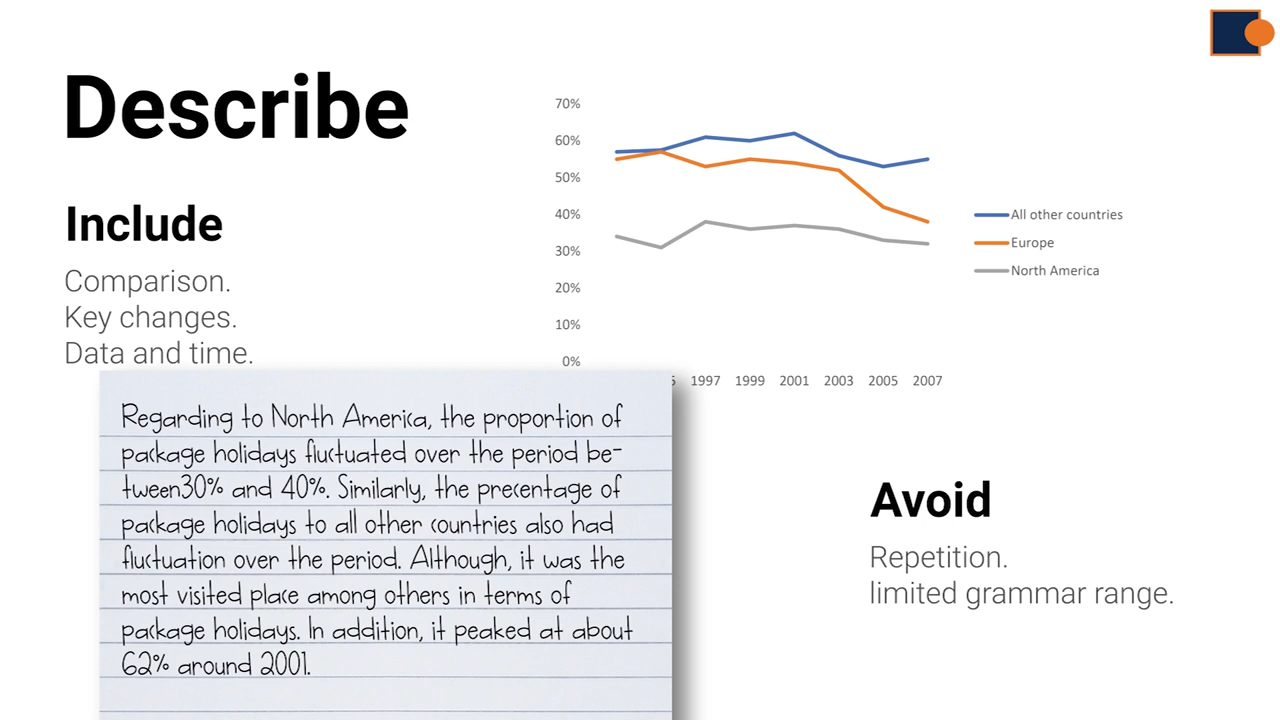 Describe
Include
Comparison.
Key changes.
Data and time.
70%
60%
50%
40%
30%
20%
10%
0%
1997 1999 2001 2003 2005 2007
All other countries
Europe
North America
Regarding to North America, the proportion of
package holidays fluctuated over the period be-
tween30% and 40%. Similarly, the precentage of
package holidays to all other countries also had
fluctuation over the period. Although, it was the
most visited place among others in terms of
package holidays. In addition, it peaked at about
62% around 2001.
Avoid
Repetition.
limited grammar range.